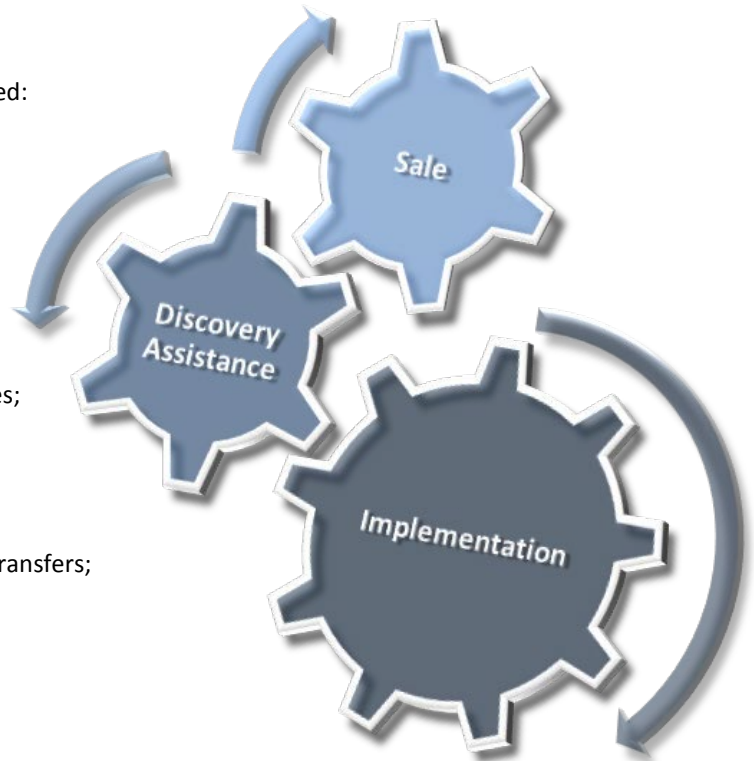 ed:
Sale
Discovery
Assistance
es;
Implementation
ransfers;